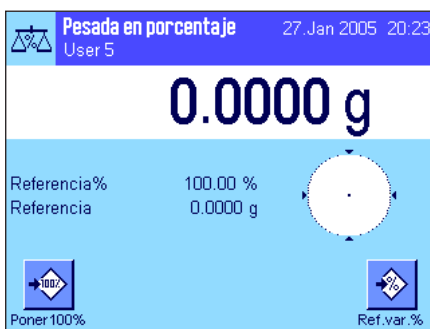 Pesada en porcentaje 27.Jan 2005 20:23
User 5
0.0000 g
Referencia% 100.00 %
Referencia 0.0000 g
100%
%
Poner100% Ref.var.%